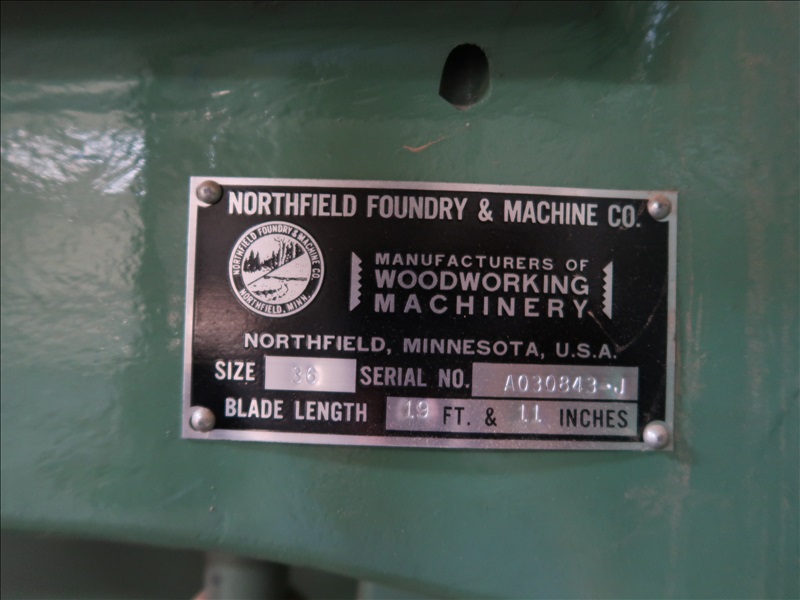 NORTHFIELD FOUNDRY & MACHINE CO.
NORTHFIELD FOUNDRY & MACHINE CO
NORTHFIELD, MINN.
MANUFACTURERS OF
WOODWORKING
MACHINERY
NORTHFIELD, MINNESOTA, U.S.A.
SIZE 36 SERIAL NO. A030843-J
BLADE LENGTH 19 FT. & 11 INCHES